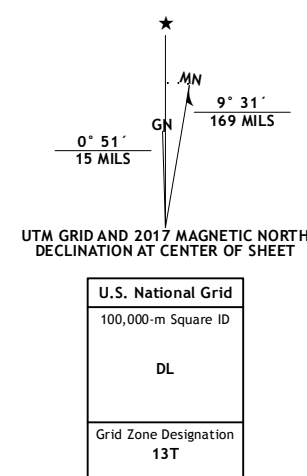 ★
MN
9° 31´
169 MILS
GN
0° 51´
15 MILS
UTM GRID AND 2017 MAGNETIC NORTH
DECLINATION AT CENTER OF SHEET
U.S. National Grid
100,000-m Square ID
DL
Grid Zone Designation
13T